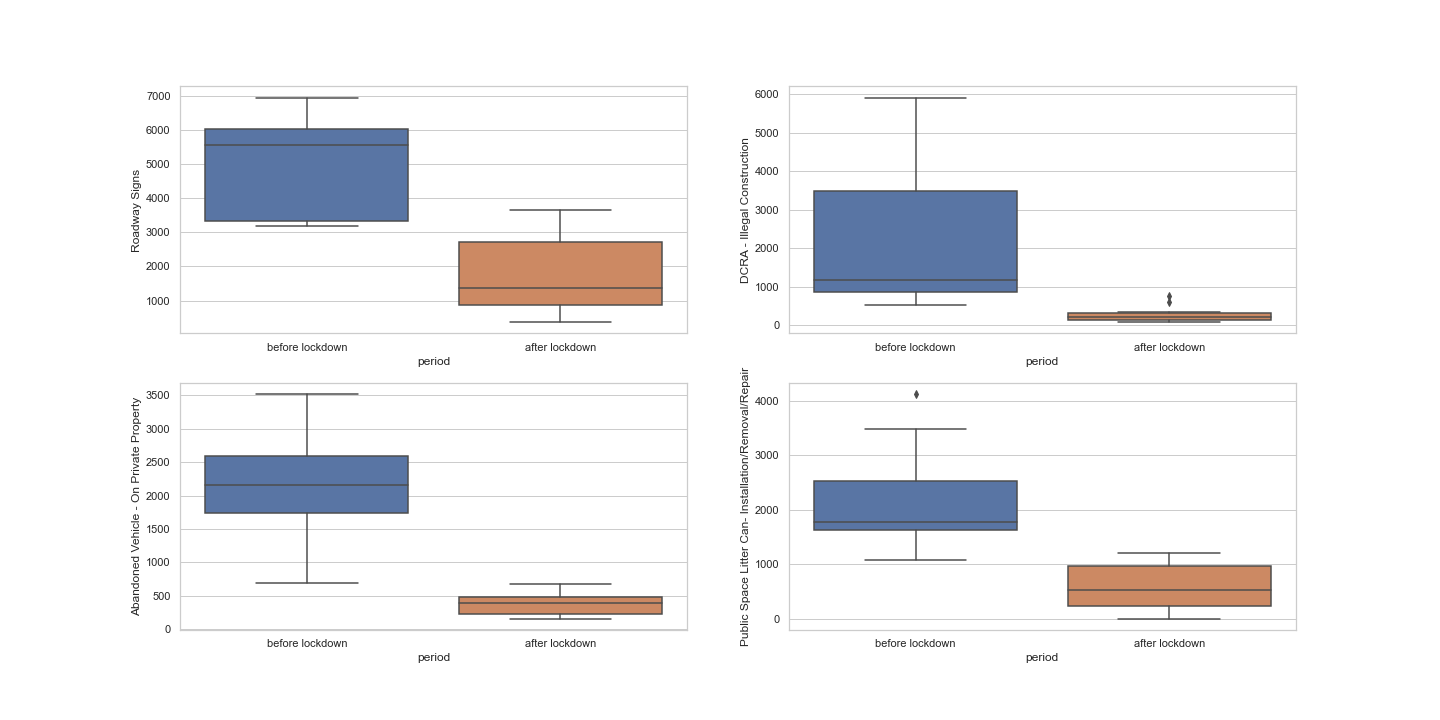 Roadway Signs
7000
6000
5000
4000
3000
2000
1000
before lockdown
after lockdown
period
DCRA - Illegal Construction
6000
5000
4000
3000
2000
1000
0
before lockdown
after lockdown
period
Abandoned Vehicle - On Private Property
3500
3000
2500
2000
1500
1000
500
0
before lockdown
after lockdown
period
Public Space Litter Can- Installation/Removal/Repair
4000
3000
2000
1000
0
before lockdown
after lockdown
period